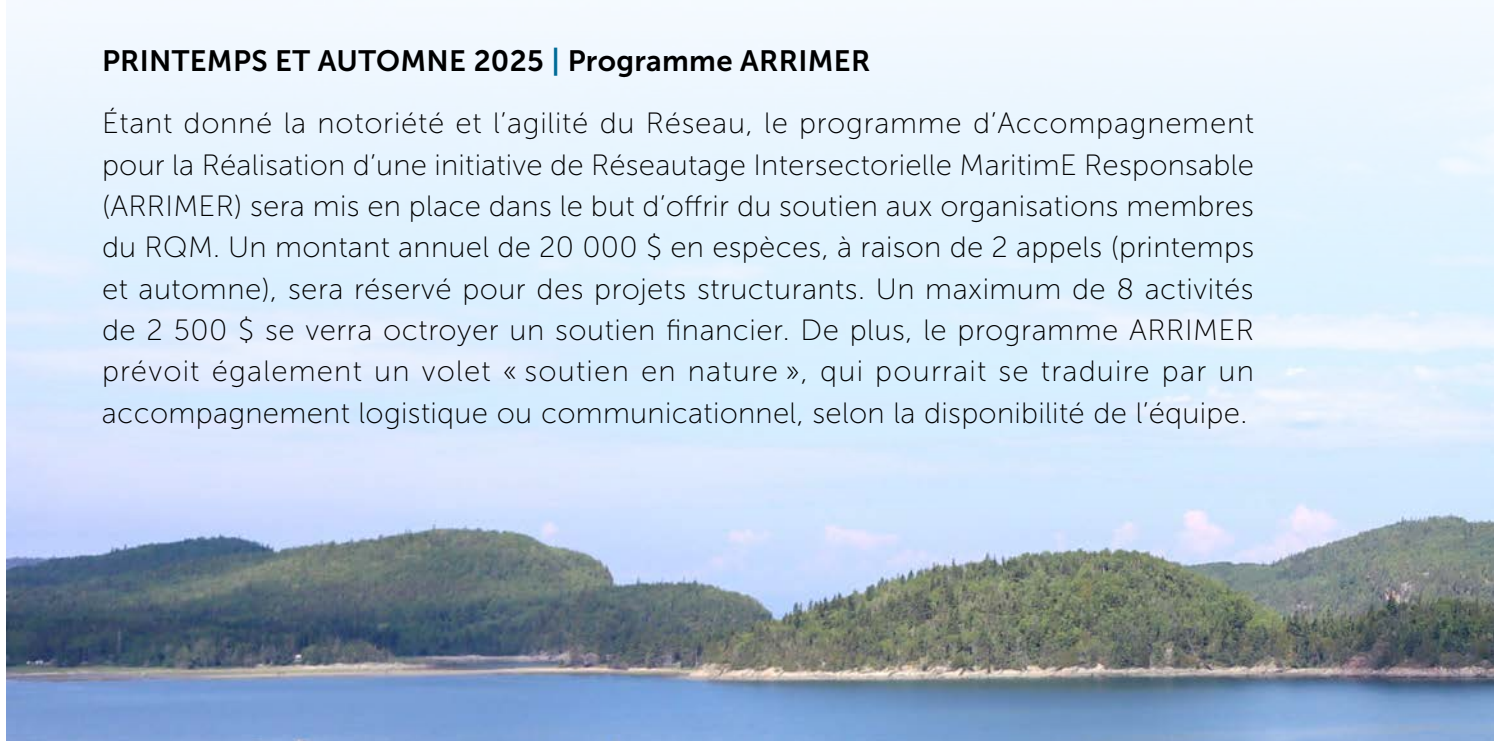 PRINTEMPS ET AUTOMNE 2025 | Programme ARRIMER
Étant donné la notoriété et l’agilité du Réseau, le programme d’Accompagnement
pour la Réalisation d’une initiative de Réseautage Intersectorielle MaritimE Responsable
(ARRIMER) sera mis en place dans le but d’offrir du soutien aux organisations membres
du RQM. Un montant annuel de 20 000 $ en espèces, à raison de 2 appels (printemps
et automne), sera réservé pour des projets structurants. Un maximum de 8 activités
de 2 500 $ se verra octroyer un soutien financier. De plus, le programme ARRIMER
prévoit également un volet « soutien en nature », qui pourrait se traduire par un
accompagnement logistique ou communicationnel, selon la disponibilité de l’équipe.